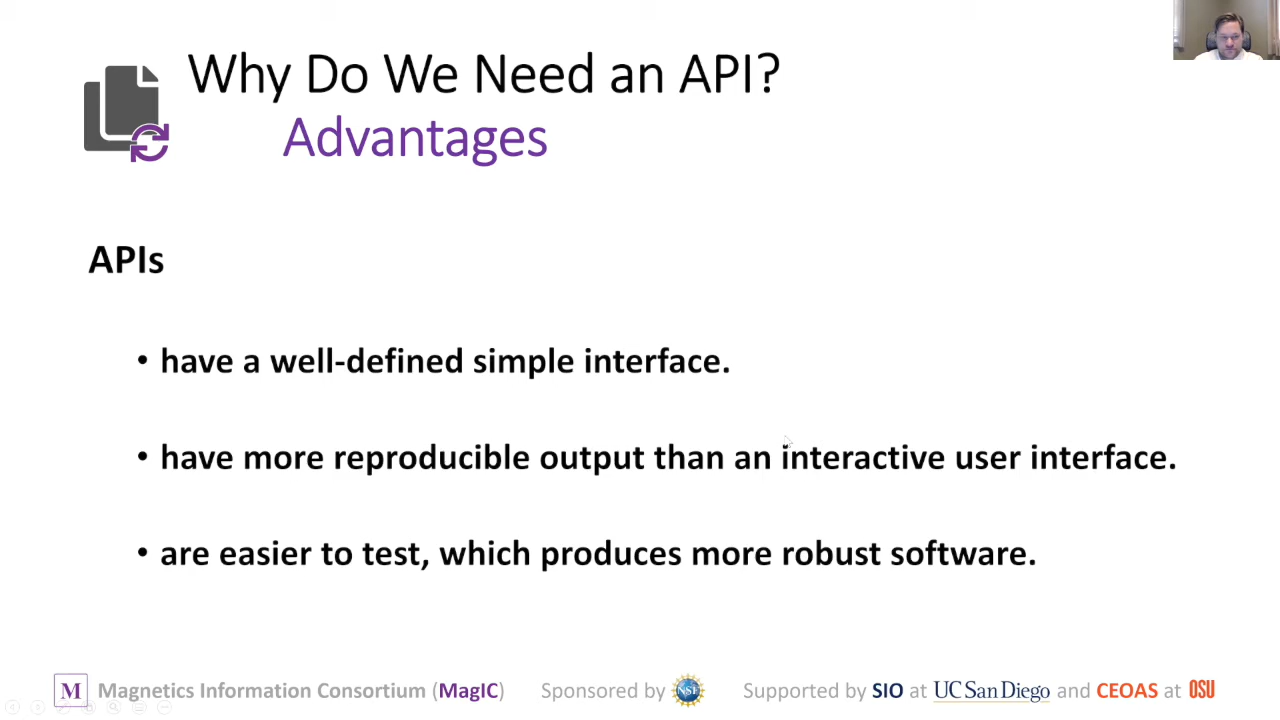 Why Do We Need an API?
Advantages
APIs
• have a well-defined simple interface.
• have more reproducible output than an interactive user interface.
• are easier to test, which produces more robust software.
M Magnetics Information Consortium (MagIC) Sponsored by NSF Supported by SIO at UC San Diego and CEOAS at OSU